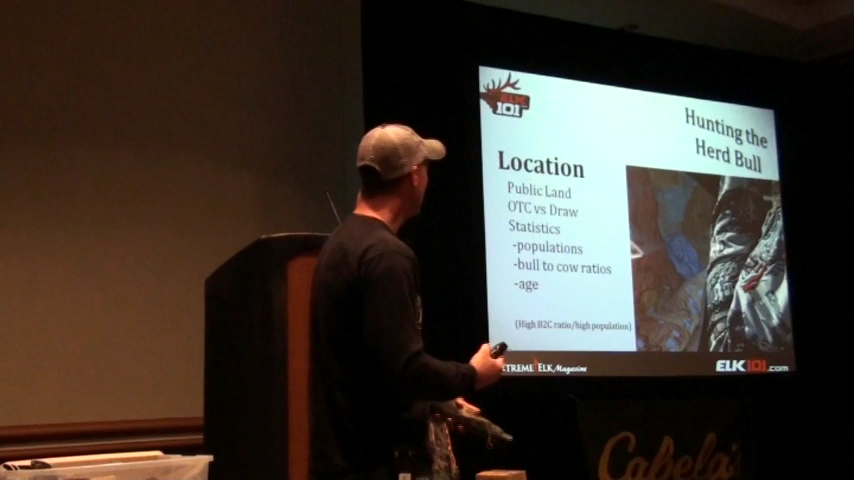 ELK
101
Hunting the
Herd Bull
Location
Public Land
OTC vs Draw
Statistics
-populations
-bull to cow ratios
-age
(High B2C ratio/high population)
XTREME ELK Magazine
ELK101.com
Cabela's